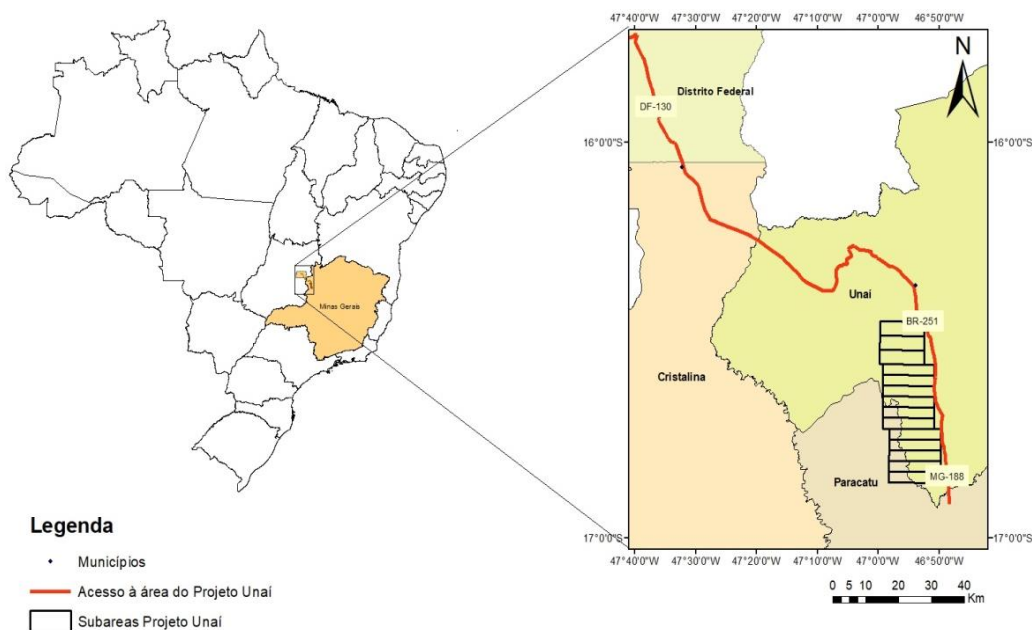 47°40'0"W 47°30'0"W 47°20'0"W 47°10'0"W 47°0'0"W 46°50'0"W
N
Distrito Federal
DF-130
16°0'0"S 16°0'0"S
Minas Gerais
Unaí
BR-251
Cristalina
Paracatu
MG-188
17°0'0"S 17°0'0"S
47°40'0"W 47°30'0"W 47°20'0"W 47°10'0"W 47°0'0"W 46°50'0"W
0 5 10 20 30 40
Km
Legenda
Municípios
Acesso à área do Projeto Unaí
Subareas Projeto Unaí